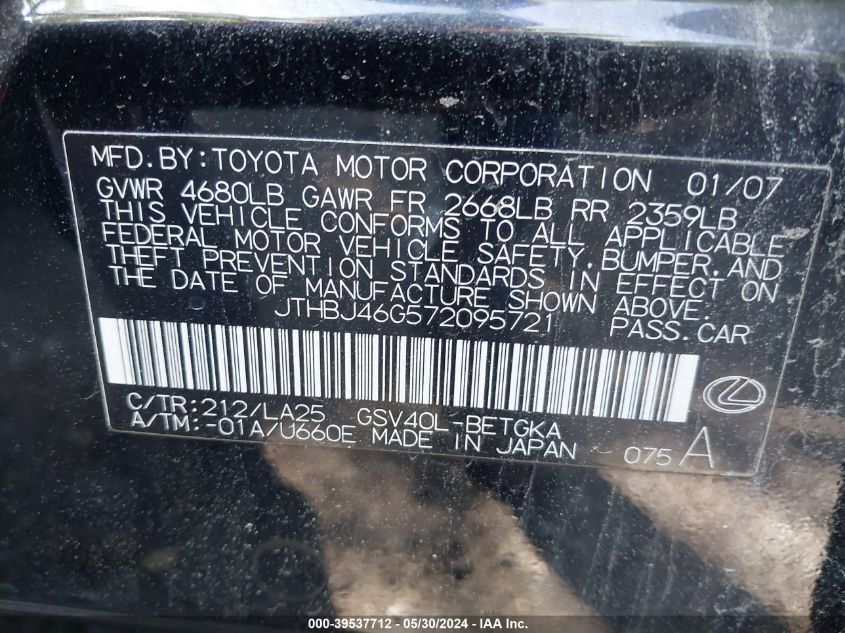 MFD.BY:TOYOTA MOTOR CORPORATION 01/07
GVWR 4680LB GAWR FR 2668LB RR 2359LB
THIS VEHICLE CONFORMS TO ALL APPLICABLE
FEDERAL MOTOR VEHICLE SAFETY,BUMPER,AND
THEFT PREVENTION STANDARDS IN EFFECT ON
THE DATE OF MANUFACTURE SHOWN ABOVE.
JTHBJ46G572095721 PASS.CAR
C/TR:212/LA25 GSV40L-BETGKA
A/TM:-01A/U660E MADE IN JAPAN 075A
000-39537712 - 05/30/2024 - IAA Inc.